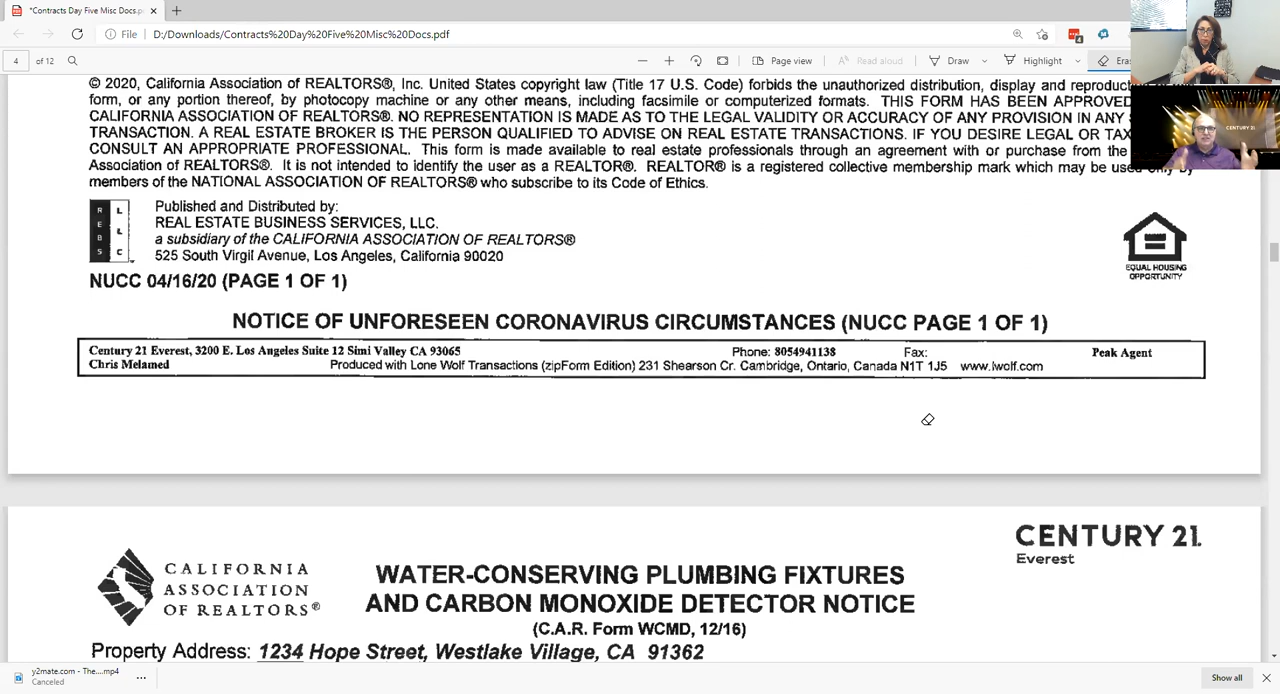 *Contracts Day Five Misc Docs.p
File D:/Downloads/Contracts%20Day%20Five%20Misc%20Docs.pdf
4 of 12 Page view Read aloud Draw Highlight Eras
© 2020, California Association of REALTORS®, Inc. United States copyright law (Title 17 U.S. Code) forbids the unauthorized distribution, display and reproduc
form, or any portion thereof, by photocopy machine or any other means, including facsimile or computerized formats. THIS FORM HAS BEEN APPROVED
CALIFORNIA ASSOCIATION OF REALTORS®. NO REPRESENTATION IS MADE AS TO THE LEGAL VALIDITY OR ACCURACY OF ANY PROVISION IN ANY S
TRANSACTION. A REAL ESTATE BROKER IS THE PERSON QUALIFIED TO ADVISE ON REAL ESTATE TRANSACTIONS. IF YOU DESIRE LEGAL OR TAX
CONSULT AN APPROPRIATE PROFESSIONAL. This form is made available to real estate professionals through an agreement with or purchase from the
Association of REALTORS®. It is not intended to identify the user as a REALTOR®. REALTOR® is a registered collective membership mark which may be used only by
members of the NATIONAL ASSOCIATION OF REALTORS® who subscribe to its Code of Ethics.
CENTURY 21
R L
E L
B C
S
Published and Distributed by:
REAL ESTATE BUSINESS SERVICES, LLC.
a subsidiary of the CALIFORNIA ASSOCIATION OF REALTORS®
525 South Virgil Avenue, Los Angeles, California 90020
EQUAL HOUSING
OPPORTUNITY
NUCC 04/16/20 (PAGE 1 OF 1)
NOTICE OF UNFORESEEN CORONAVIRUS CIRCUMSTANCES (NUCC PAGE 1 OF 1)
Century 21 Everest, 3200 E. Los Angeles Suite 12 Simi Valley CA 93065 Phone: 8054941138 Fax: Peak Agent
Chris Melamed Produced with Lone Wolf Transactions (zipForm Edition) 231 Shearson Cr. Cambridge, Ontario, Canada N1T 1J5 www.lwolf.com
CENTURY 21.
Everest
CALIFORNIA
ASSOCIATION
OF REALTORS®
WATER-CONSERVING PLUMBING FIXTURES
AND CARBON MONOXIDE DETECTOR NOTICE
(C.A.R. Form WCMD, 12/16)
Property Address: 1234 Hope Street, Westlake Village, CA 91362
y2mate.com - The....mp4
Canceled
Show all